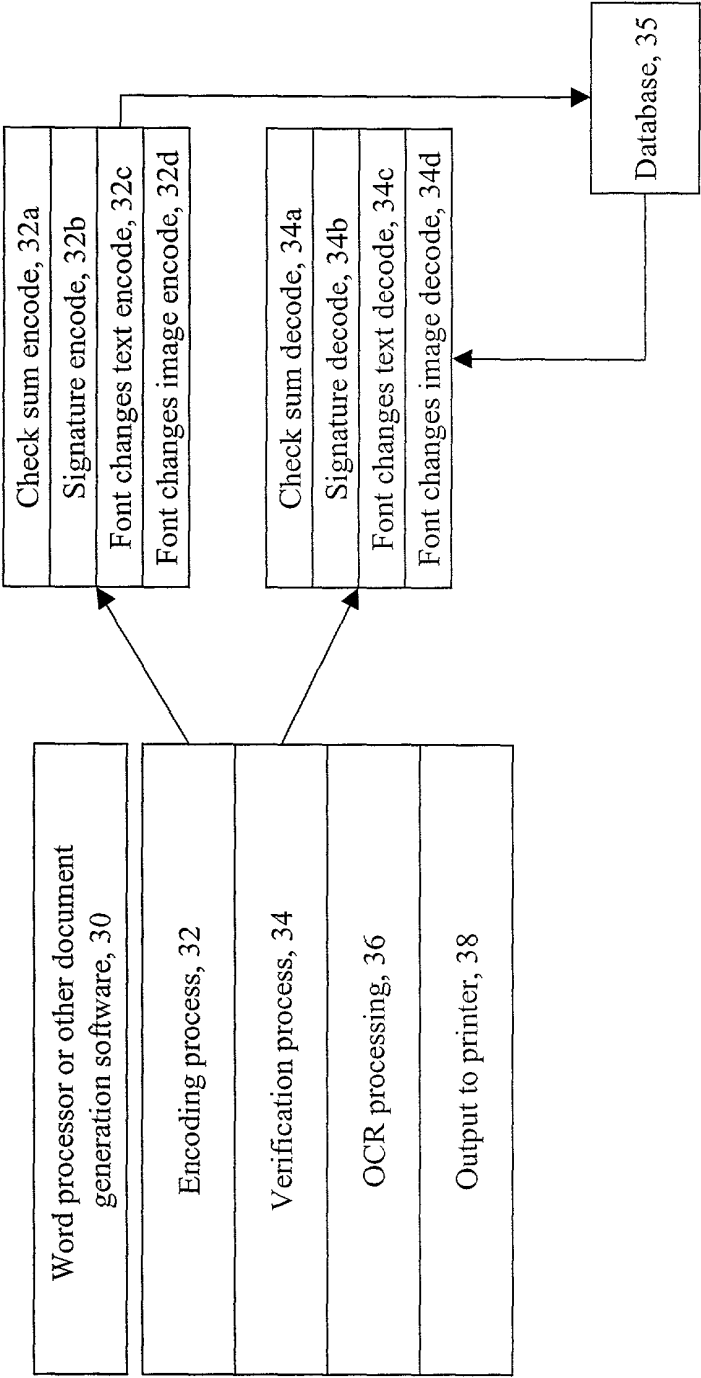 Word processor or other document
generation software, 30
Encoding process, 32
Verification process, 34
OCR processing, 36
Output to printer, 38
Check sum encode, 32a
Signature encode, 32b
Font changes text encode, 32c
Font changes image encode, 32d
Check sum decode, 34a
Signature decode, 34b
Font changes text decode, 34c
Font changes image decode, 34d
Database, 35